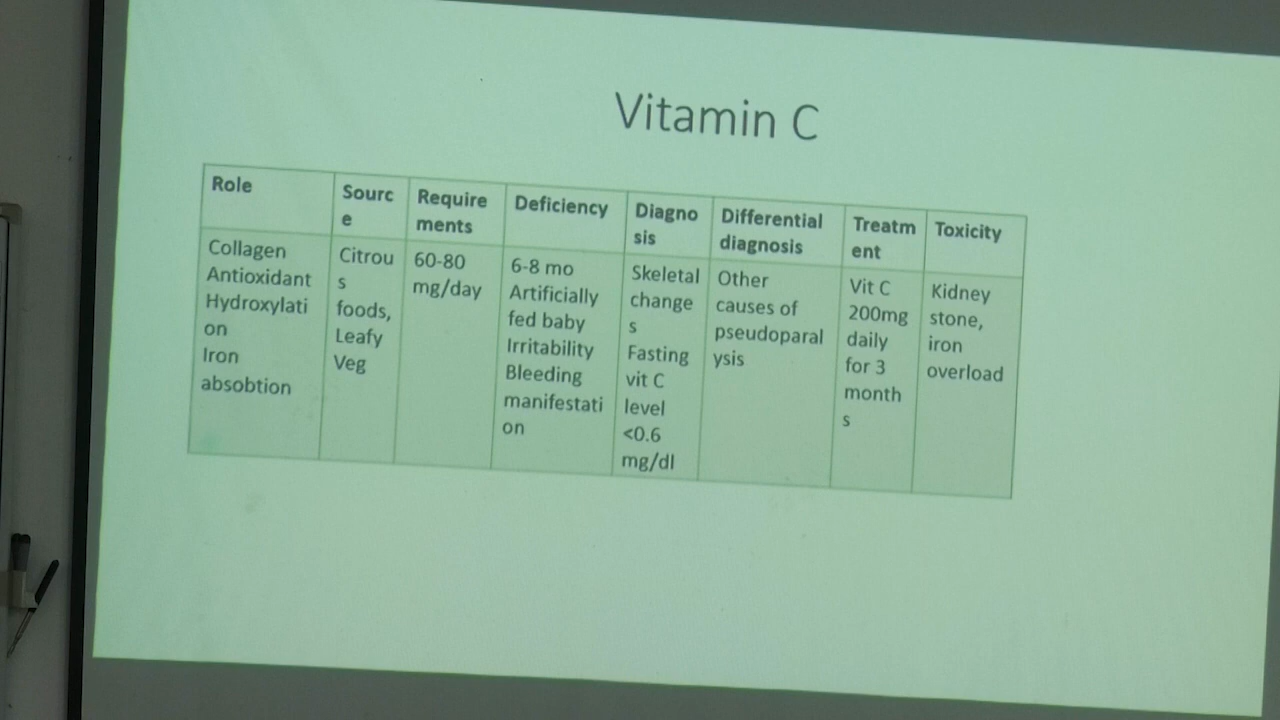 Vitamin C
Role
Sourc
e
Require
ments
Deficiency
Diagno
sis
Differential
diagnosis
Treatm
ent
Toxicity
Collagen
Antioxidant
Hydroxylati
on
Iron
absobtion
Citrou
s
foods,
Leafy
Veg
60-80
mg/day
6-8 mo
Artificially
fed baby
Irritability
Bleeding
manifestati
on
Skeletal
change
s
Fasting
vit C
level
<0.6
mg/dl
Other
causes of
pseudoparal
ysis
Vit C
200mg
daily
for 3
month
s
Kidney
stone,
iron
overload